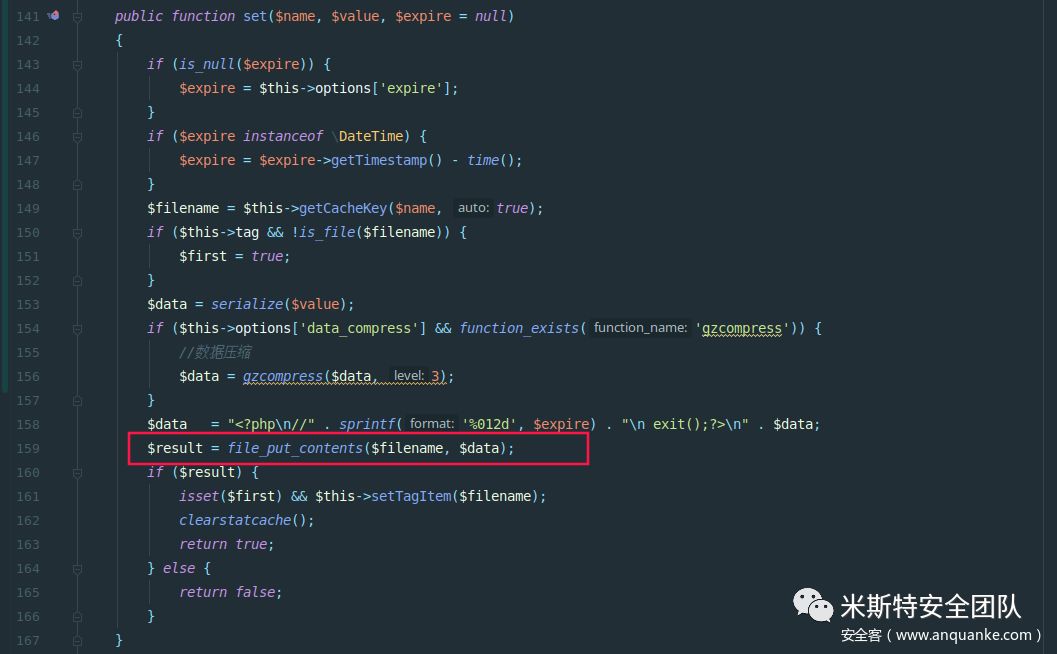 141 public function set($name, $value, $expire = null)
142 {
143 if (is_null($expire)) {
144 $expire = $this->options['expire'];
145 }
146 if ($expire instanceof \DateTime) {
147 $expire = $expire->getTimestamp() - time();
148 }
149 $filename = $this->getCacheKey($name, auto: true);
150 if ($this->tag && !is_file($filename)) {
151 $first = true;
152 }
153 $data = serialize($value);
154 if ($this->options['data_compress'] && function_exists( function_name: 'gzcompress')) {
155 //数据压缩
156 $data = gzcompress($data, level: 3);
157 }
158 $data   = "<?php\n//" . sprintf( format: '%012d', $expire) . "\n exit();?>\n" . $data;
159 $result = file_put_contents($filename, $data);
160 if ($result) {
161 isset($first) && $this->setTagItem($filename);
162 clearstatcache();
163 return true;
164 } else {
165 return false;
166 }
167 }
米斯特安全团队
安全客（www.anquanke.com）